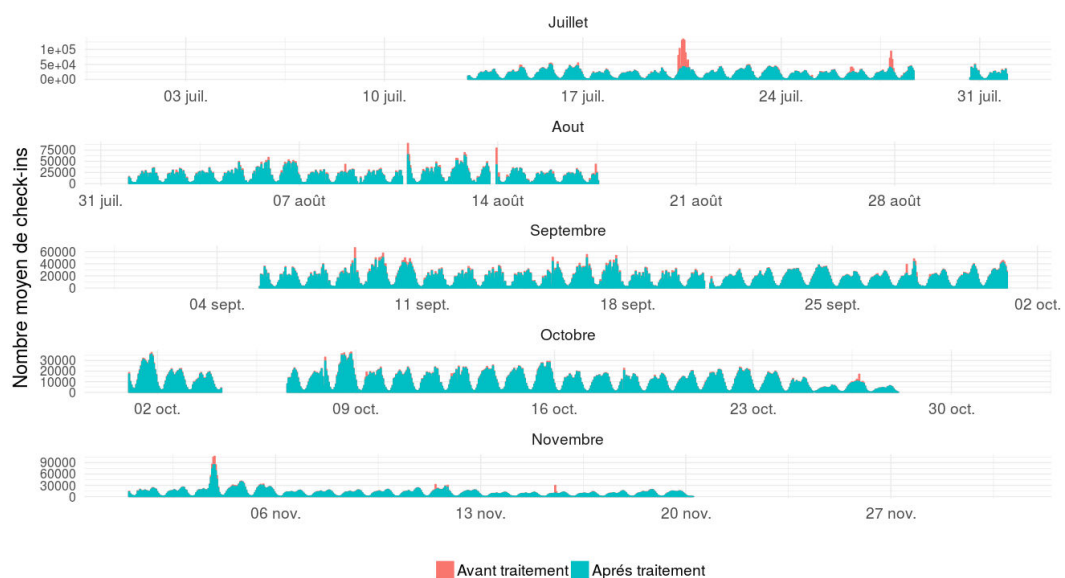 Juillet
1e+05
5e+04
0e+00
03 juil.
10 juil.
17 juil.
24 juil.
31 juil.
Aout
75000
50000
25000
0
31 juil.
07 août
14 août
21 août
28 août
Nombre moyen de check-ins
Septembre
60000
40000
20000
0
04 sept.
11 sept.
18 sept.
25 sept.
02 oct.
Octobre
30000
20000
10000
0
02 oct.
09 oct.
16 oct.
23 oct.
30 oct.
Novembre
90000
60000
30000
0
06 nov.
13 nov.
20 nov.
27 nov.
Avant traitement Aprés traitement